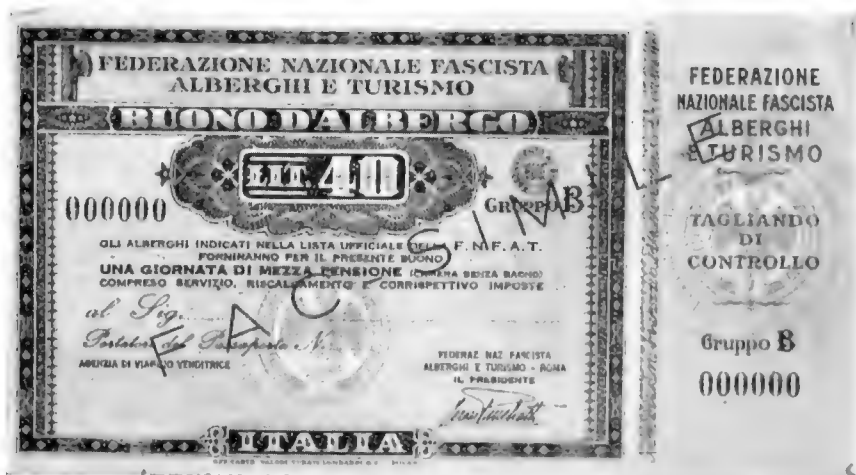 FEDERAZIONE NAZIONALE FASCISTA
ALBERGHI E TURISMO
BUONO D'ALBERGO
LIT. 40
000000
GRUPPO B
GLI ALBERGHI INDICATI NELLA LISTA UFFICIALE DELLA F.N.F.A.T.
FORNIRANNO PER IL PRESENTE BUONO
UNA GIORNATA DI MEZZA PENSIONE (CAMERA SENZA BAGNO)
COMPRESO SERVIZIO, RISCALDAMENTO E CORRISPETTIVO IMPOSTE
al Sig.
Portatore del Passaporto N.
AGENZIA DI VIAGGIO VENDITRICE
FEDERAZ. NAZ. FASCISTA
ALBERGHI E TURISMO - ROMA
IL PRESIDENTE
ITALIA
FAC-SIMILE
FEDERAZIONE
NAZIONALE FASCISTA
ALBERGHI
E TURISMO
TAGLIANDO
DI
CONTROLLO
Gruppo B
000000